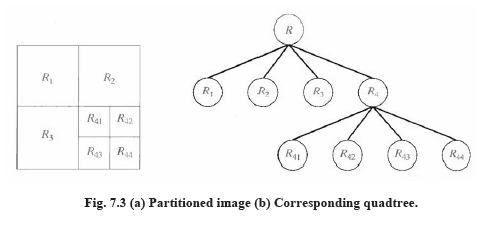 R
R1 R2
R1 R2 R3 R4
R41 R42
R3
R43 R44
R41 R42 R43 R44
Fig. 7.3 (a) Partitioned image (b) Corresponding quadtree.